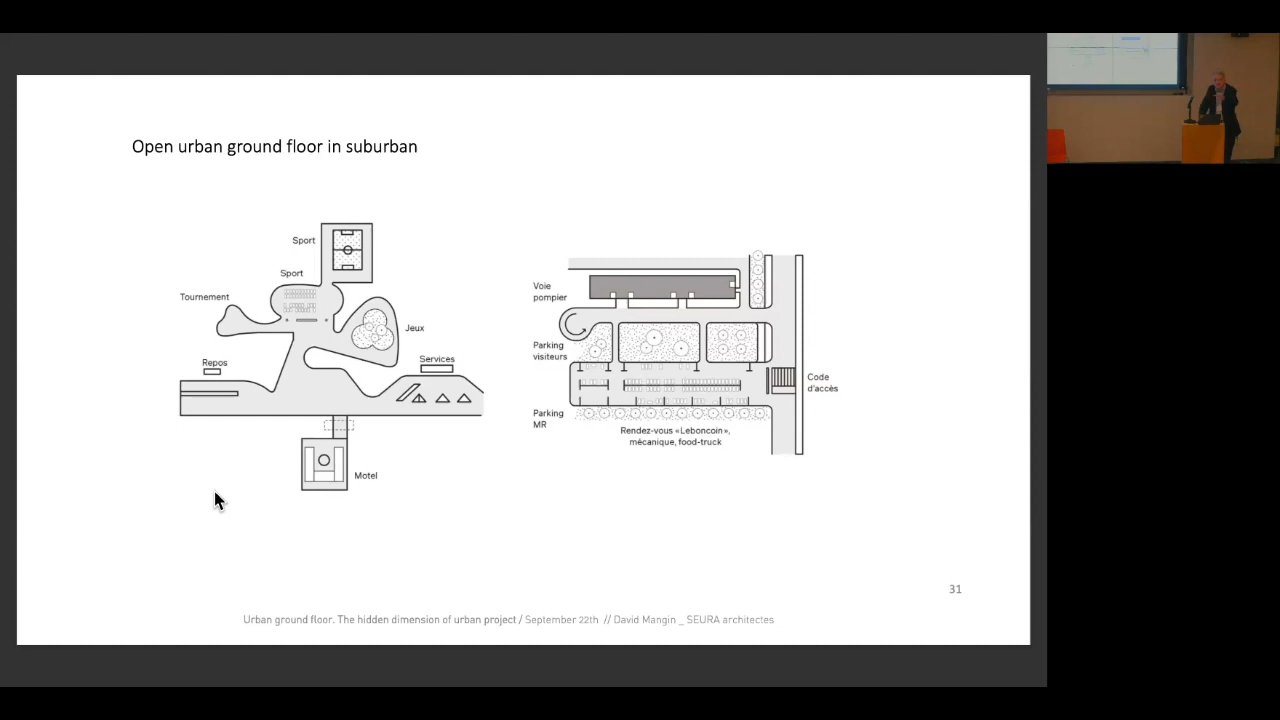 Open urban ground floor in suburban
Sport
Sport
Tournement
Jeux
Repos
Services
Motel
Voie
pompier
Parking
visiteurs
Code
d'accès
Parking
MR
Rendez-vous «Leboncoin»,
mécanique, food-truck
31
Urban ground floor. The hidden dimension of urban project / September 22th // David Mangin _ SEURA architectes